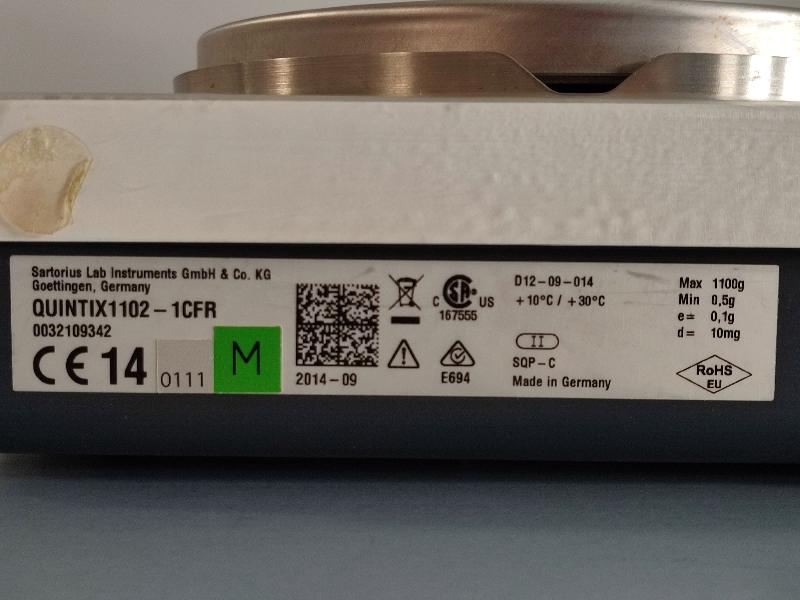 Sartorius Lab Instruments GmbH & Co. KG
Goettingen, Germany
QUINTIX1102-1CFR
0032109342
CE 14 0111 M
2014-09
C SA US
167555
E694
D12-09-014
+10°C / +30°C
II
SQP-C
Made in Germany
Max 1100g
Min 0,5g
e= 0,1g
d= 10mg
RoHS
EU